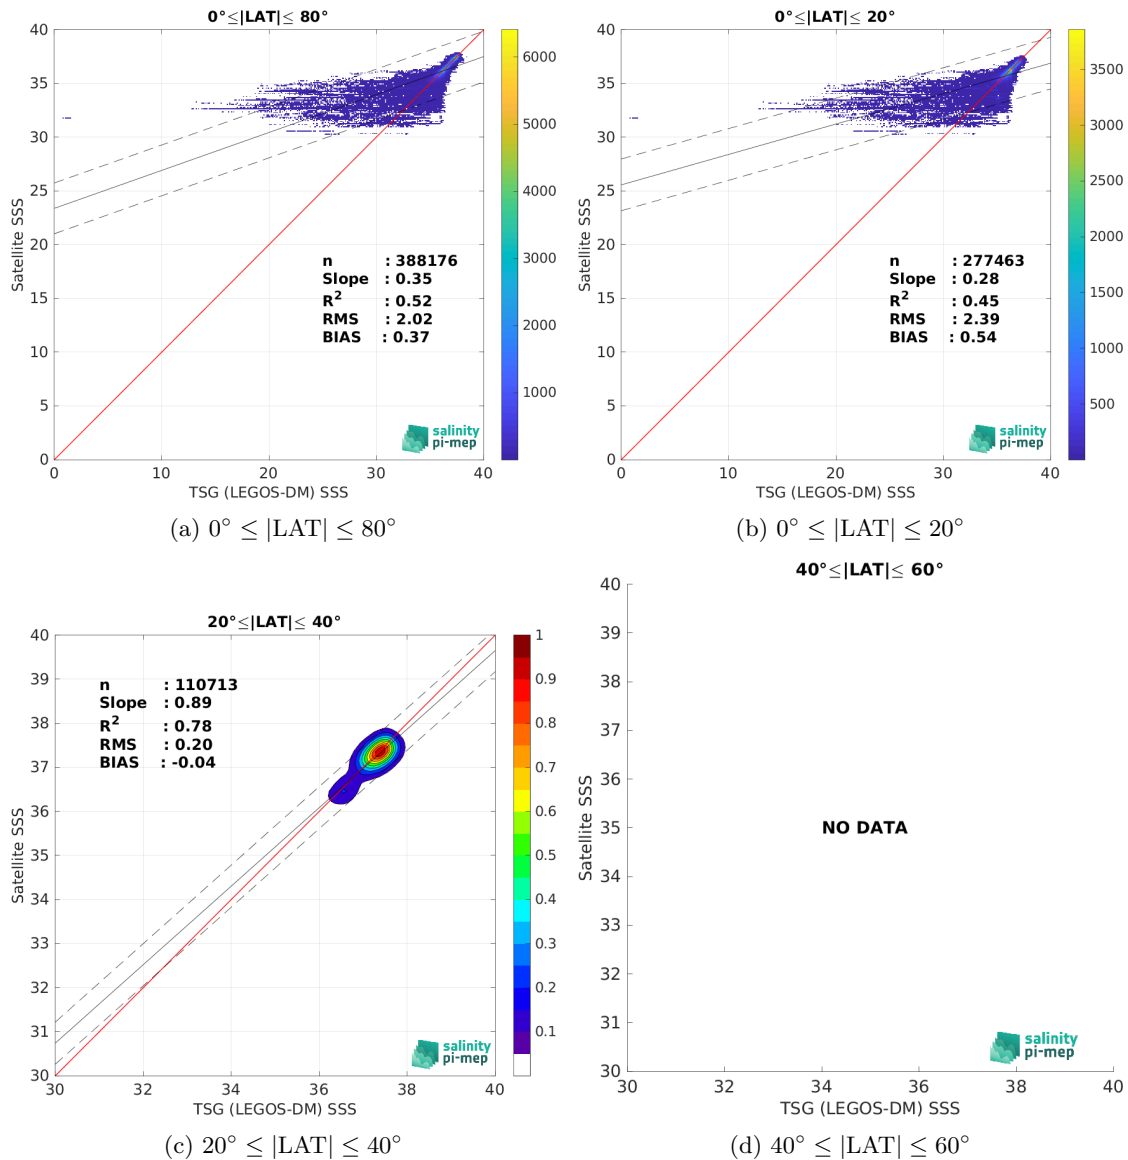 0°≤|LAT|≤ 80°
40
35
30
25
20
15
10
5
0
Satellite SSS
n : 388176
Slope : 0.35
R² : 0.52
RMS : 2.02
BIAS : 0.37
salinity
pi-mep
0 10 20 30 40
TSG (LEGOS-DM) SSS
6000
5000
4000
3000
2000
1000
(a) 0° ≤ |LAT| ≤ 80°
0°≤|LAT|≤ 20°
40
35
30
25
20
15
10
5
0
Satellite SSS
n : 277463
Slope : 0.28
R² : 0.45
RMS : 2.39
BIAS : 0.54
salinity
pi-mep
0 10 20 30 40
TSG (LEGOS-DM) SSS
3500
3000
2500
2000
1500
1000
500
(b) 0° ≤ |LAT| ≤ 20°
20°≤|LAT|≤ 40°
40
39
38
37
36
35
34
33
32
31
30
Satellite SSS
n : 110713
Slope : 0.89
R² : 0.78
RMS : 0.20
BIAS : -0.04
salinity
pi-mep
30 32 34 36 38 40
TSG (LEGOS-DM) SSS
1
0.9
0.8
0.7
0.6
0.5
0.4
0.3
0.2
0.1
(c) 20° ≤ |LAT| ≤ 40°
40°≤|LAT|≤ 60°
40
39
38
37
36
35
34
33
32
31
30
Satellite SSS
NO DATA
salinity
pi-mep
30 32 34 36 38 40
TSG (LEGOS-DM) SSS
(d) 40° ≤ |LAT| ≤ 60°